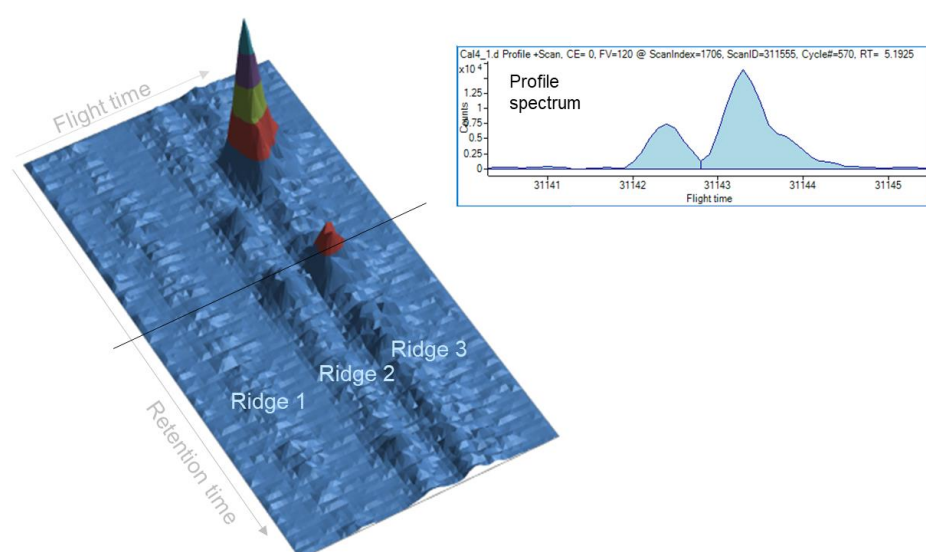 Flight time
Retention time
Ridge 1
Ridge 2
Ridge 3
Cal4_1.d Profile +Scan, CE= 0, FV=120 @ ScanIndex=1706, ScanID=311555, Cycle#=570, RT= 5.1925
x10⁴
Profile
spectrum
Counts
1.25
1
0.75
0.5
0.25
0
31141 31142 31143 31144 31145
Flight time